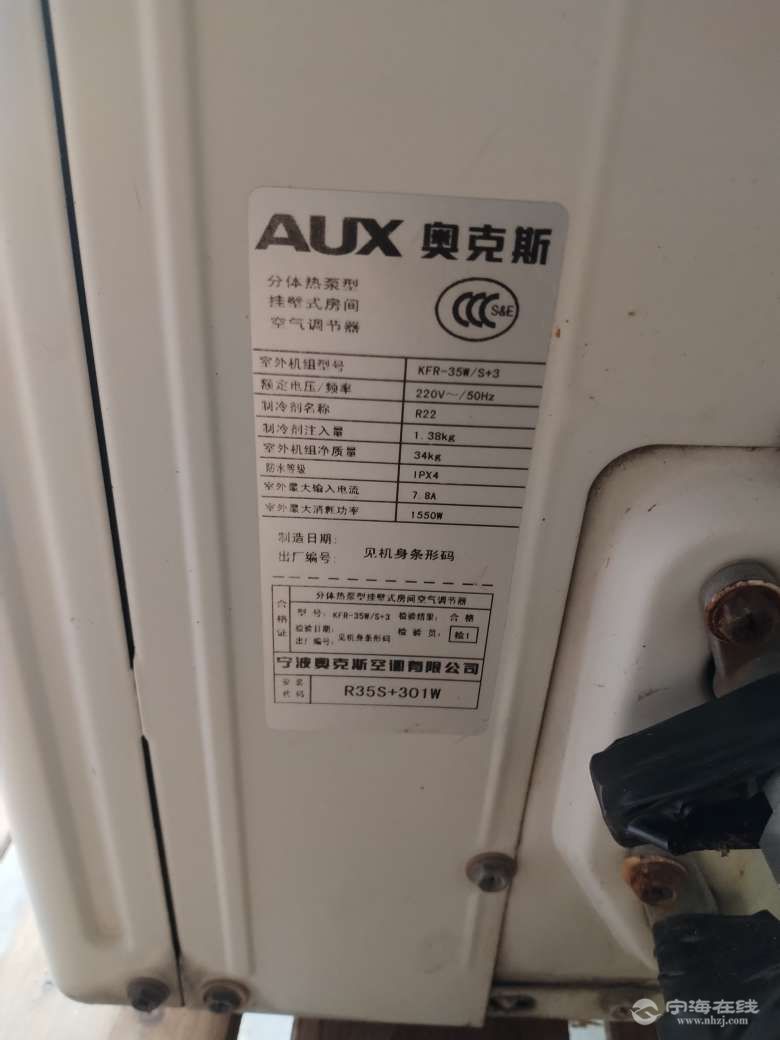 AUX 奥克斯
分体热泵型
挂壁式房间
空气调节器
CCC S&E
室外机组型号 KFR-35W/S+3
额定电压/频率 220V～/50Hz
制冷剂名称 R22
制冷剂注入量 1.38kg
室外机组净质量 34kg
防水等级 IPX4
室外最大输入电流 7.8A
室外最大消耗功率 1550W
制造日期:
出厂编号: 见机身条形码
合格证
分体热泵型挂壁式房间空气调节器
型号: KFR-35W/S+3 检验结果: 合格
检验日期: 见机身条形码 检验员: 检1
出厂编号:
宁波奥克斯空调有限公司
安装代码 R35S+301W
宁海在线
www.nhzj.com